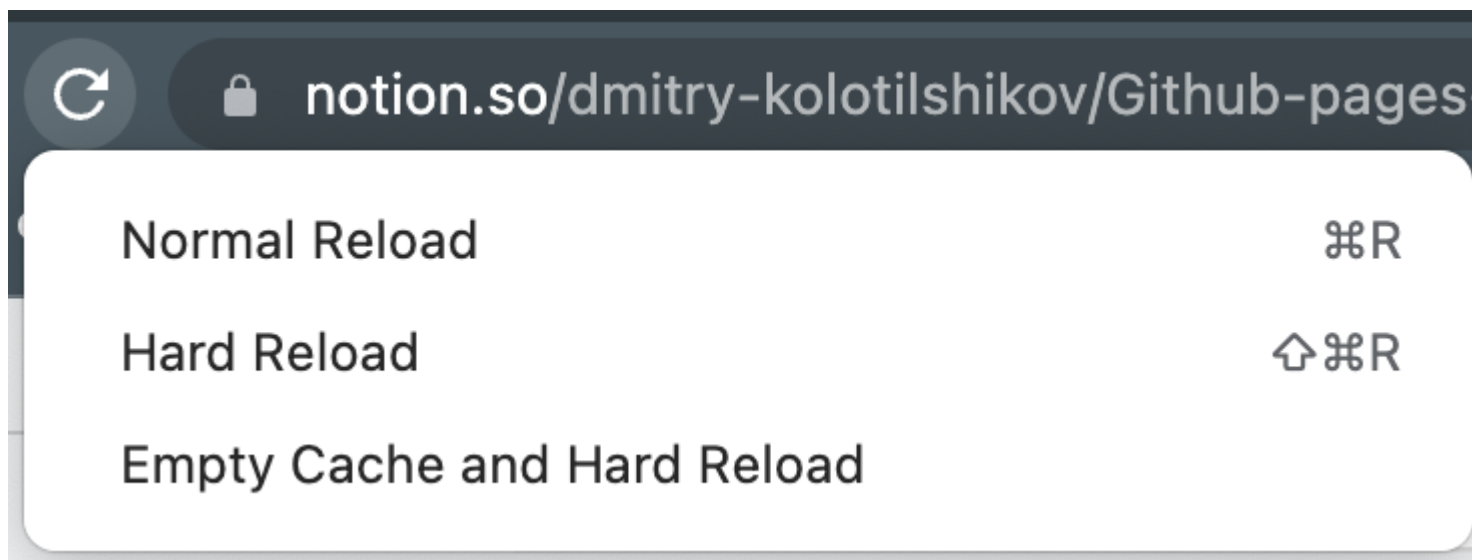 notion.so/dmitry-kolotilshikov/Github-pages
Normal Reload ⌘R
Hard Reload ⇧⌘R
Empty Cache and Hard Reload